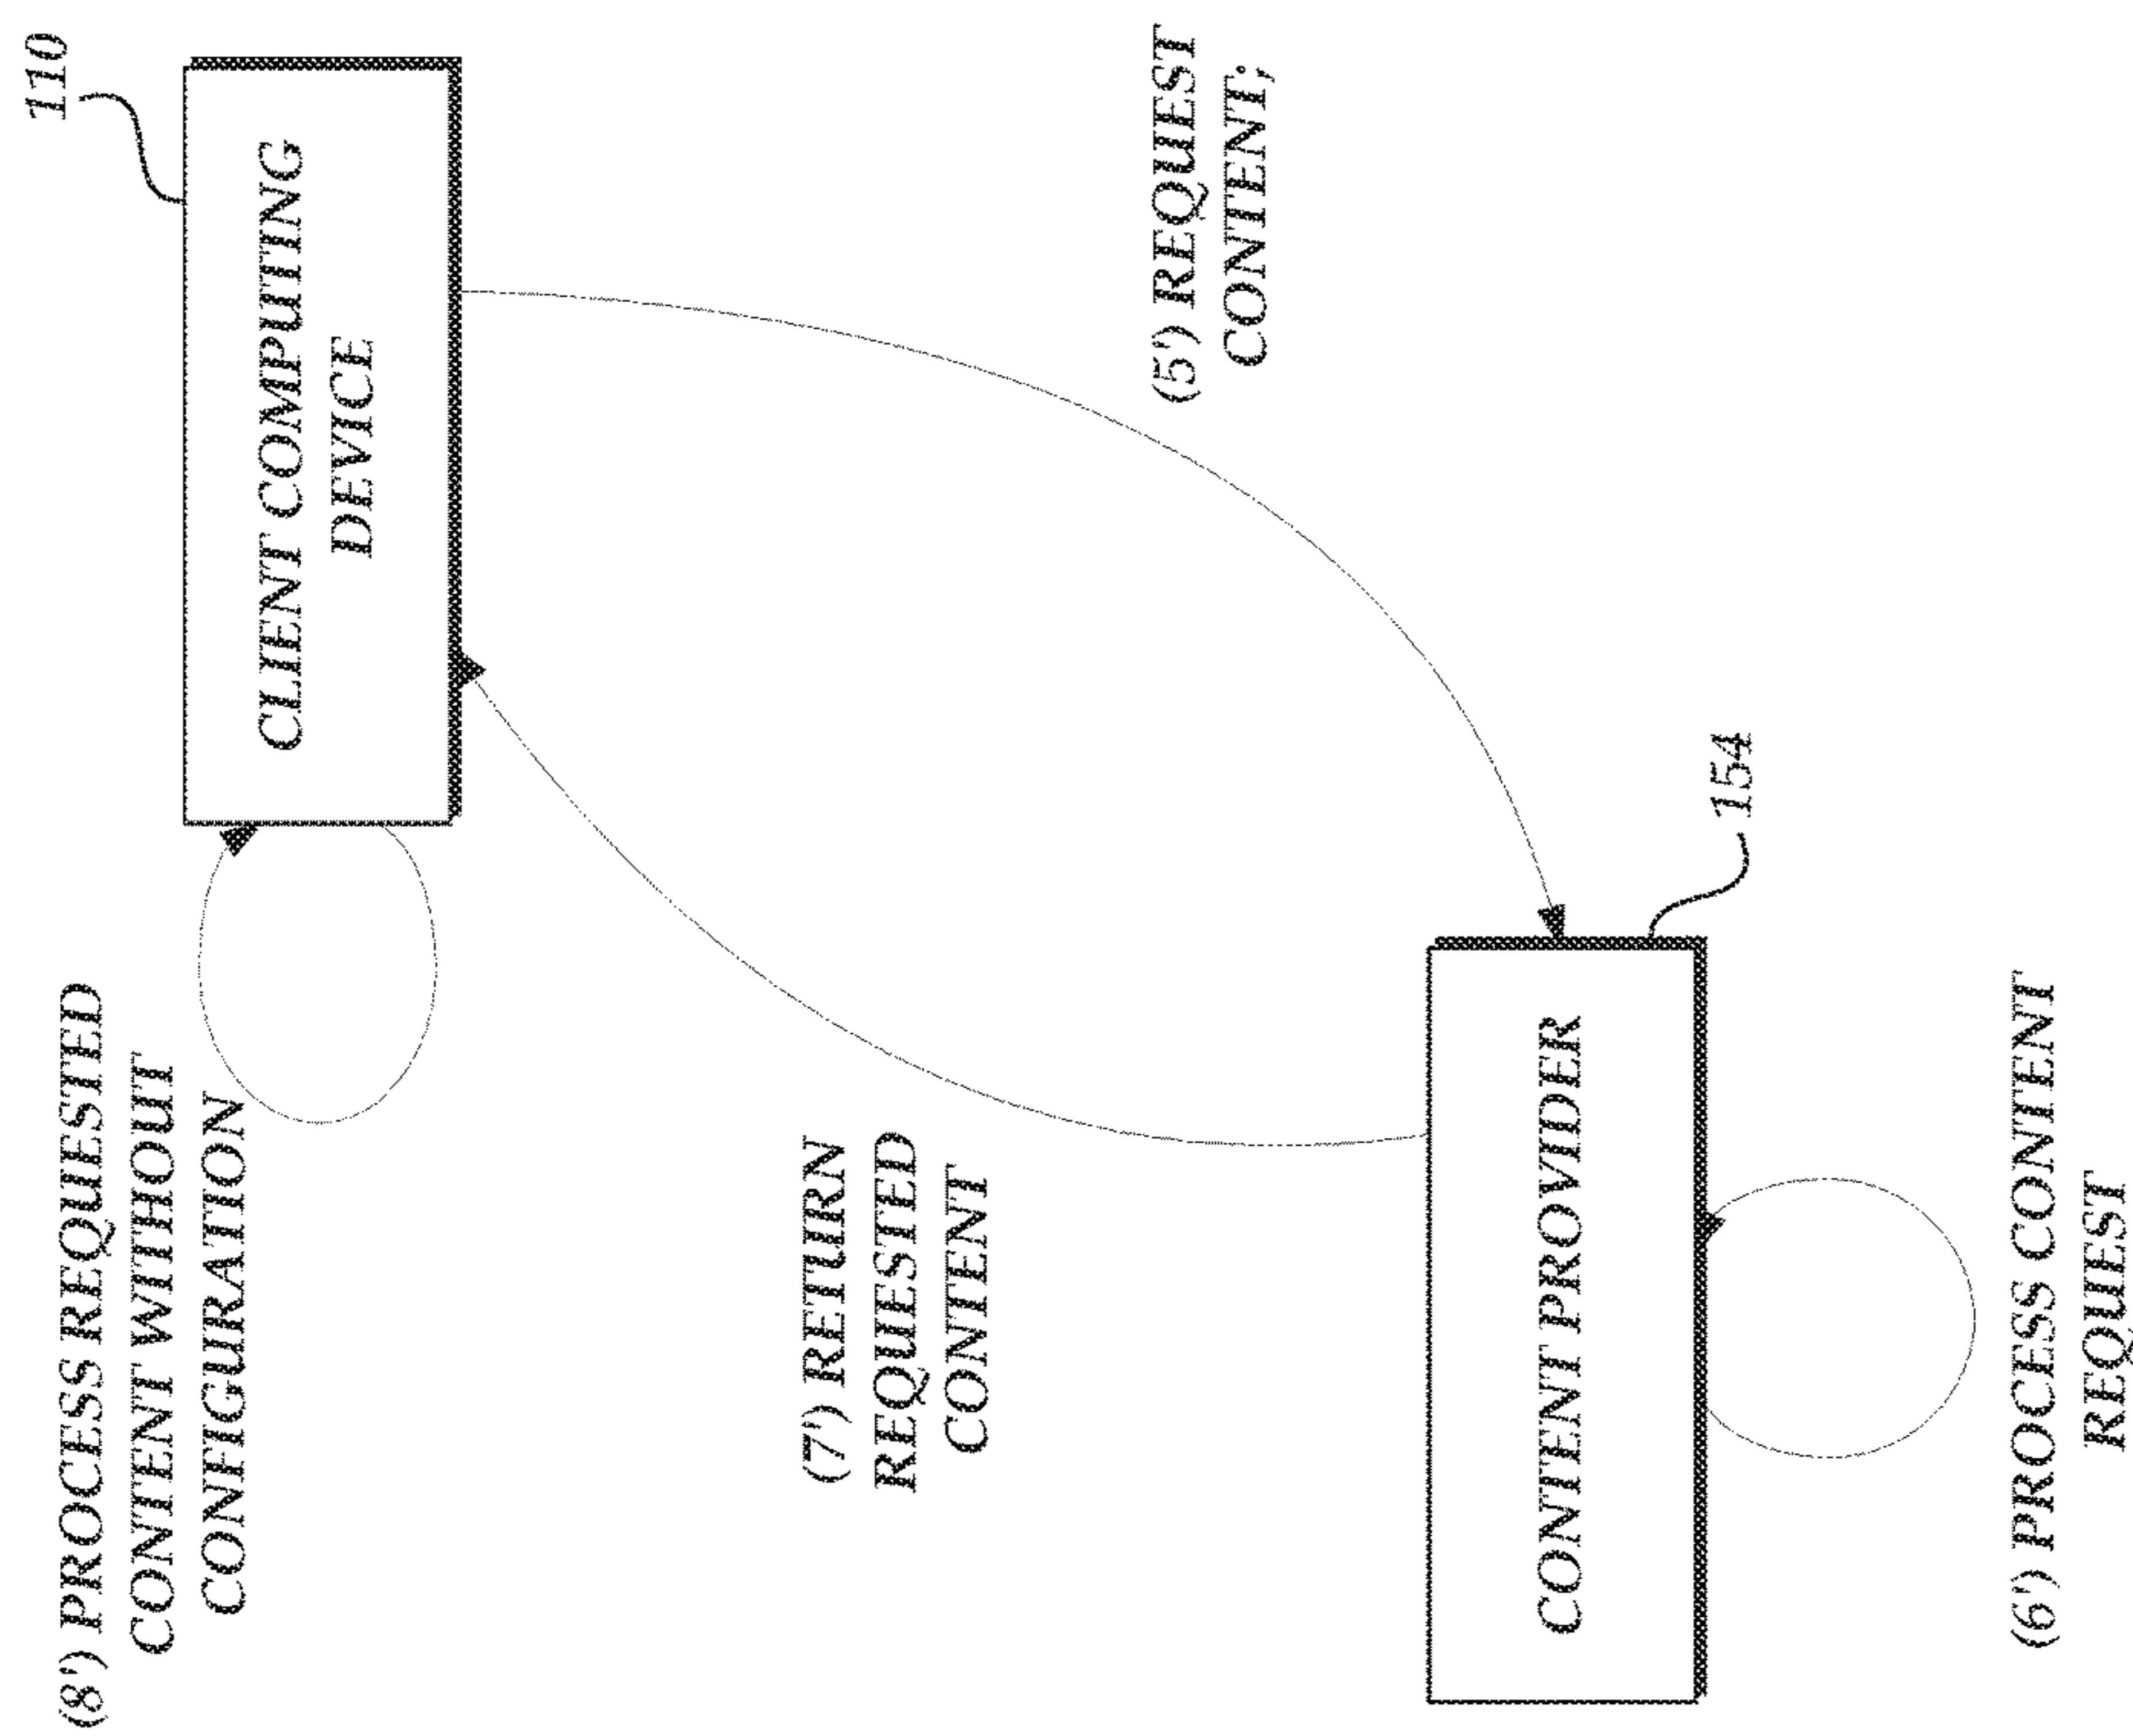 (8') PROCESS REQUESTED
CONTENT WITHOUT
CONFIGURATION
110
CLIENT COMPUTING
DEVICE
(7') RETURN
REQUESTED
CONTENT
(5') REQUEST
CONTENT;
154
CONTENT PROVIDER
(6') PROCESS CONTENT
REQUEST